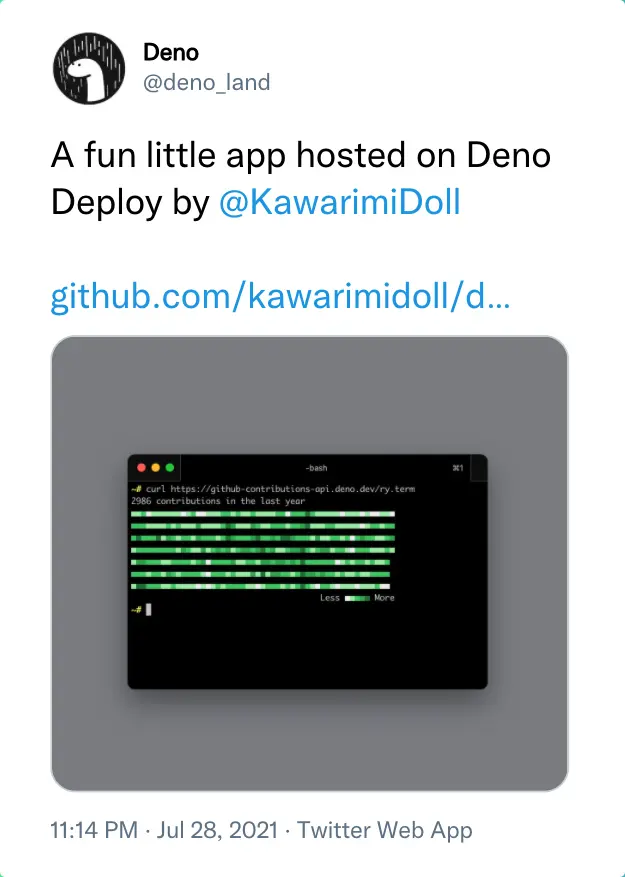 Deno
@deno_land
A fun little app hosted on Deno
Deploy by @KawarimiDoll
github.com/kawarimidoll/d...
-bash
⌘1
~# curl https://github-contributions-api.deno.dev/ry.term
2986 contributions in the last year
Less More
~#
11:14 PM · Jul 28, 2021 · Twitter Web App